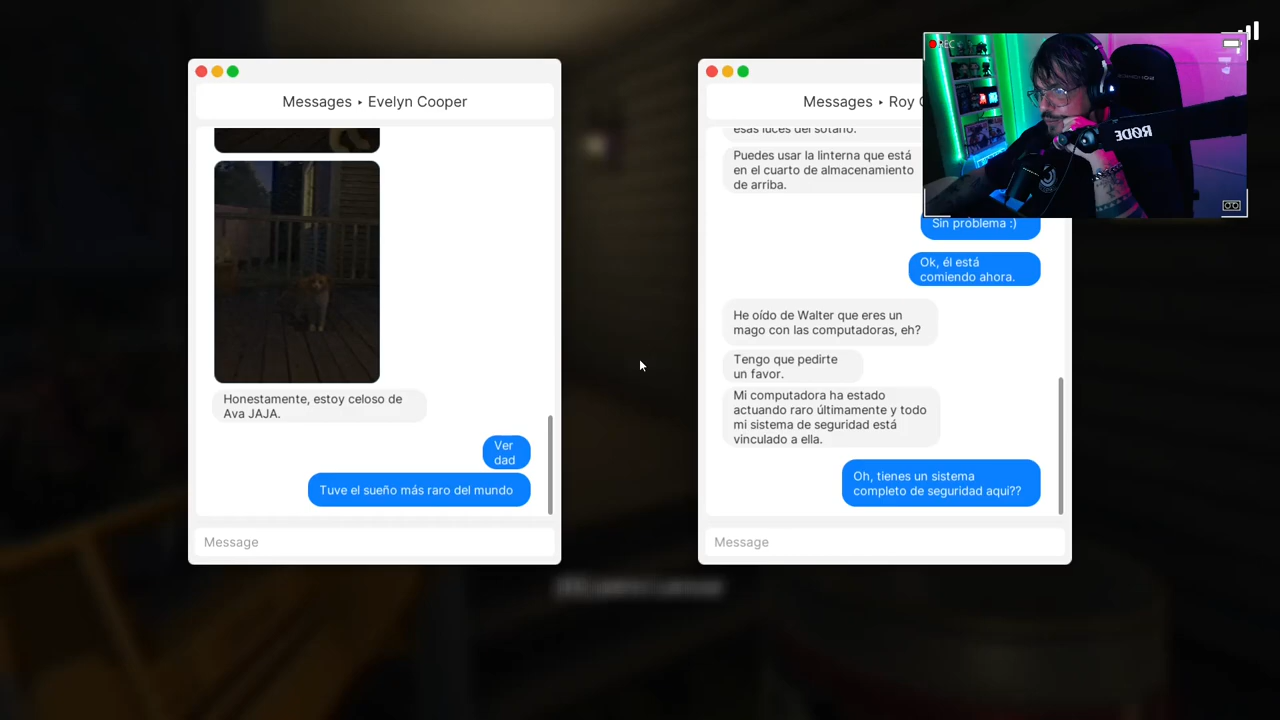 Messages ▸ Evelyn Cooper
Honestamente, estoy celoso de
Ava JAJA.
Ver
dad
Tuve el sueño más raro del mundo
Message
Messages ▸ Roy
esas luces del sótano.
Puedes usar la linterna que está
en el cuarto de almacenamiento
de arriba.
Sin problema :)
Ok, él está
comiendo ahora.
He oído de Walter que eres un
mago con las computadoras, eh?
Tengo que pedirte
un favor.
Mi computadora ha estado
actuando raro últimamente y todo
mi sistema de seguridad está
vinculado a ella.
Oh, tienes un sistema
completo de seguridad aquí??
Message
REC
RØDE